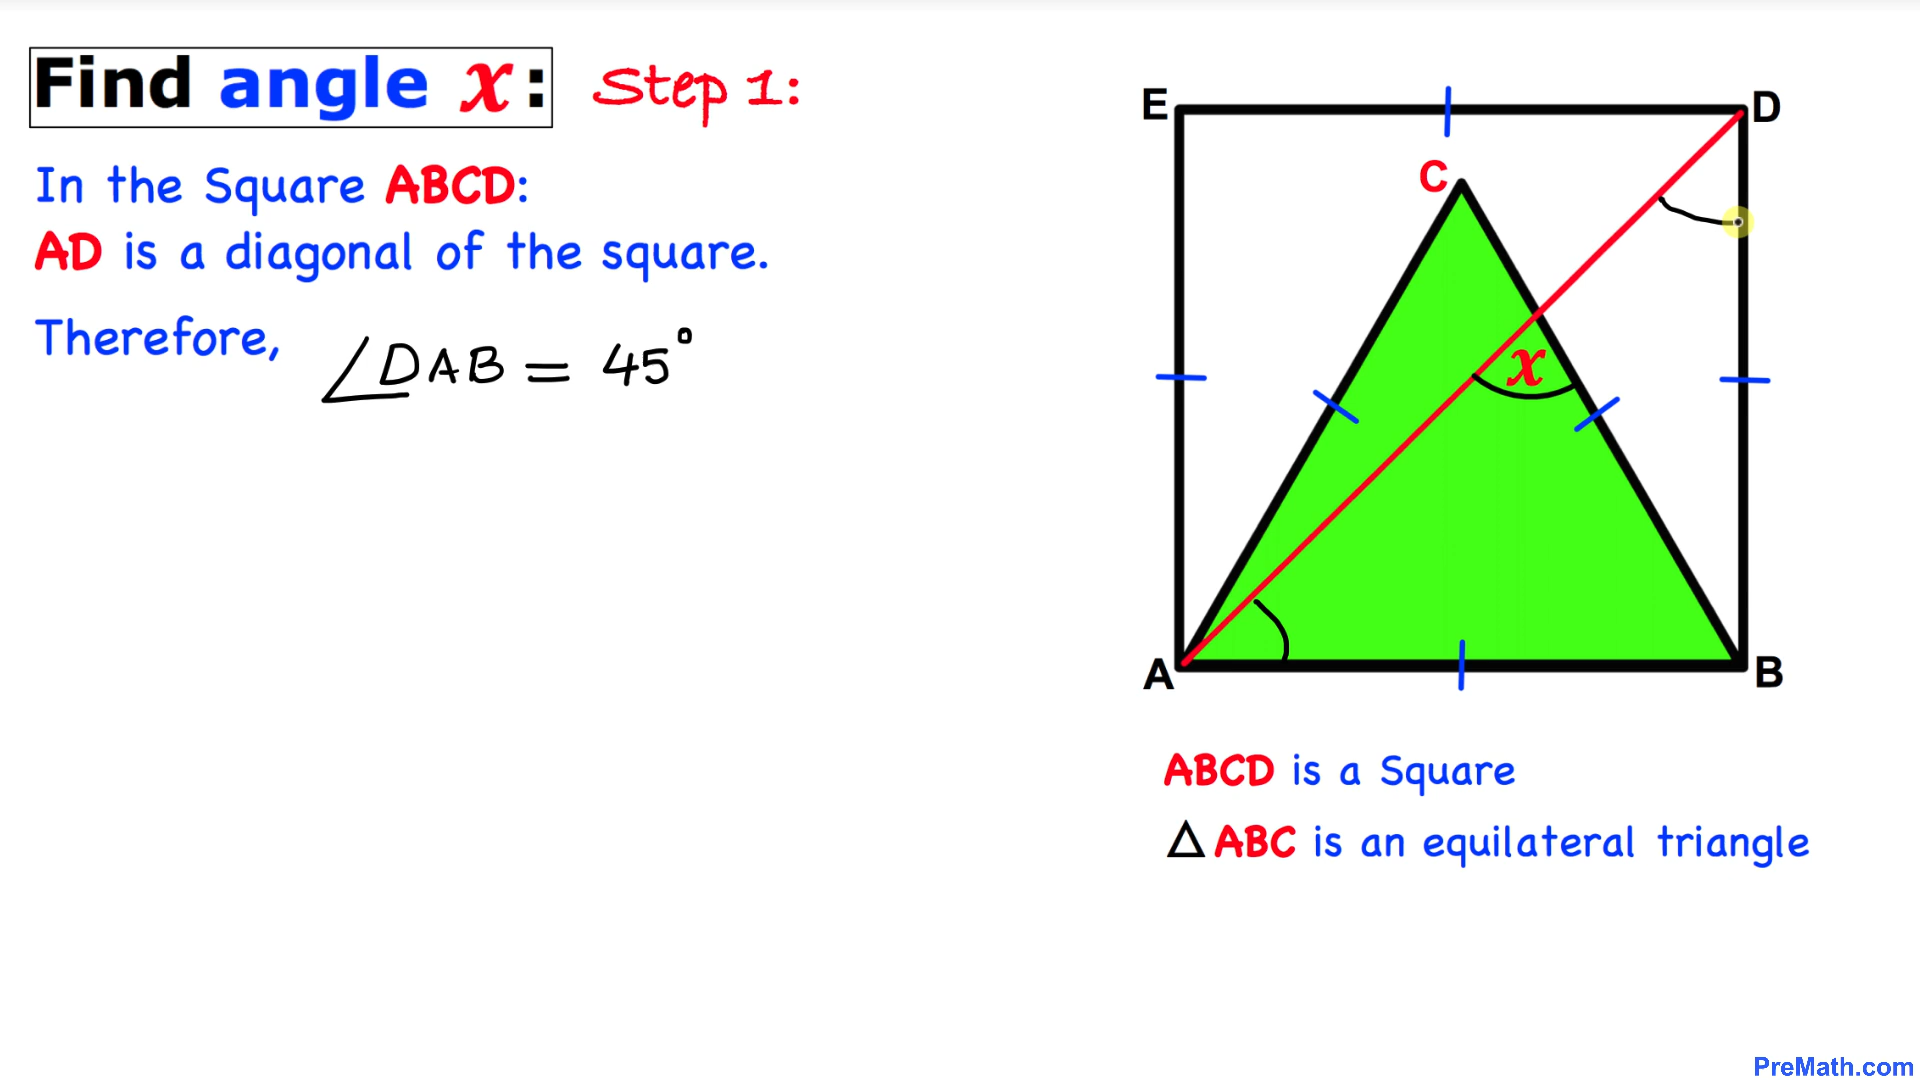 Find angle x: Step 1:
In the Square ABCD:
AD is a diagonal of the square.
Therefore, ∠DAB = 45°
E
D
C
x
A
B
ABCD is a Square
△ABC is an equilateral triangle
PreMath.com